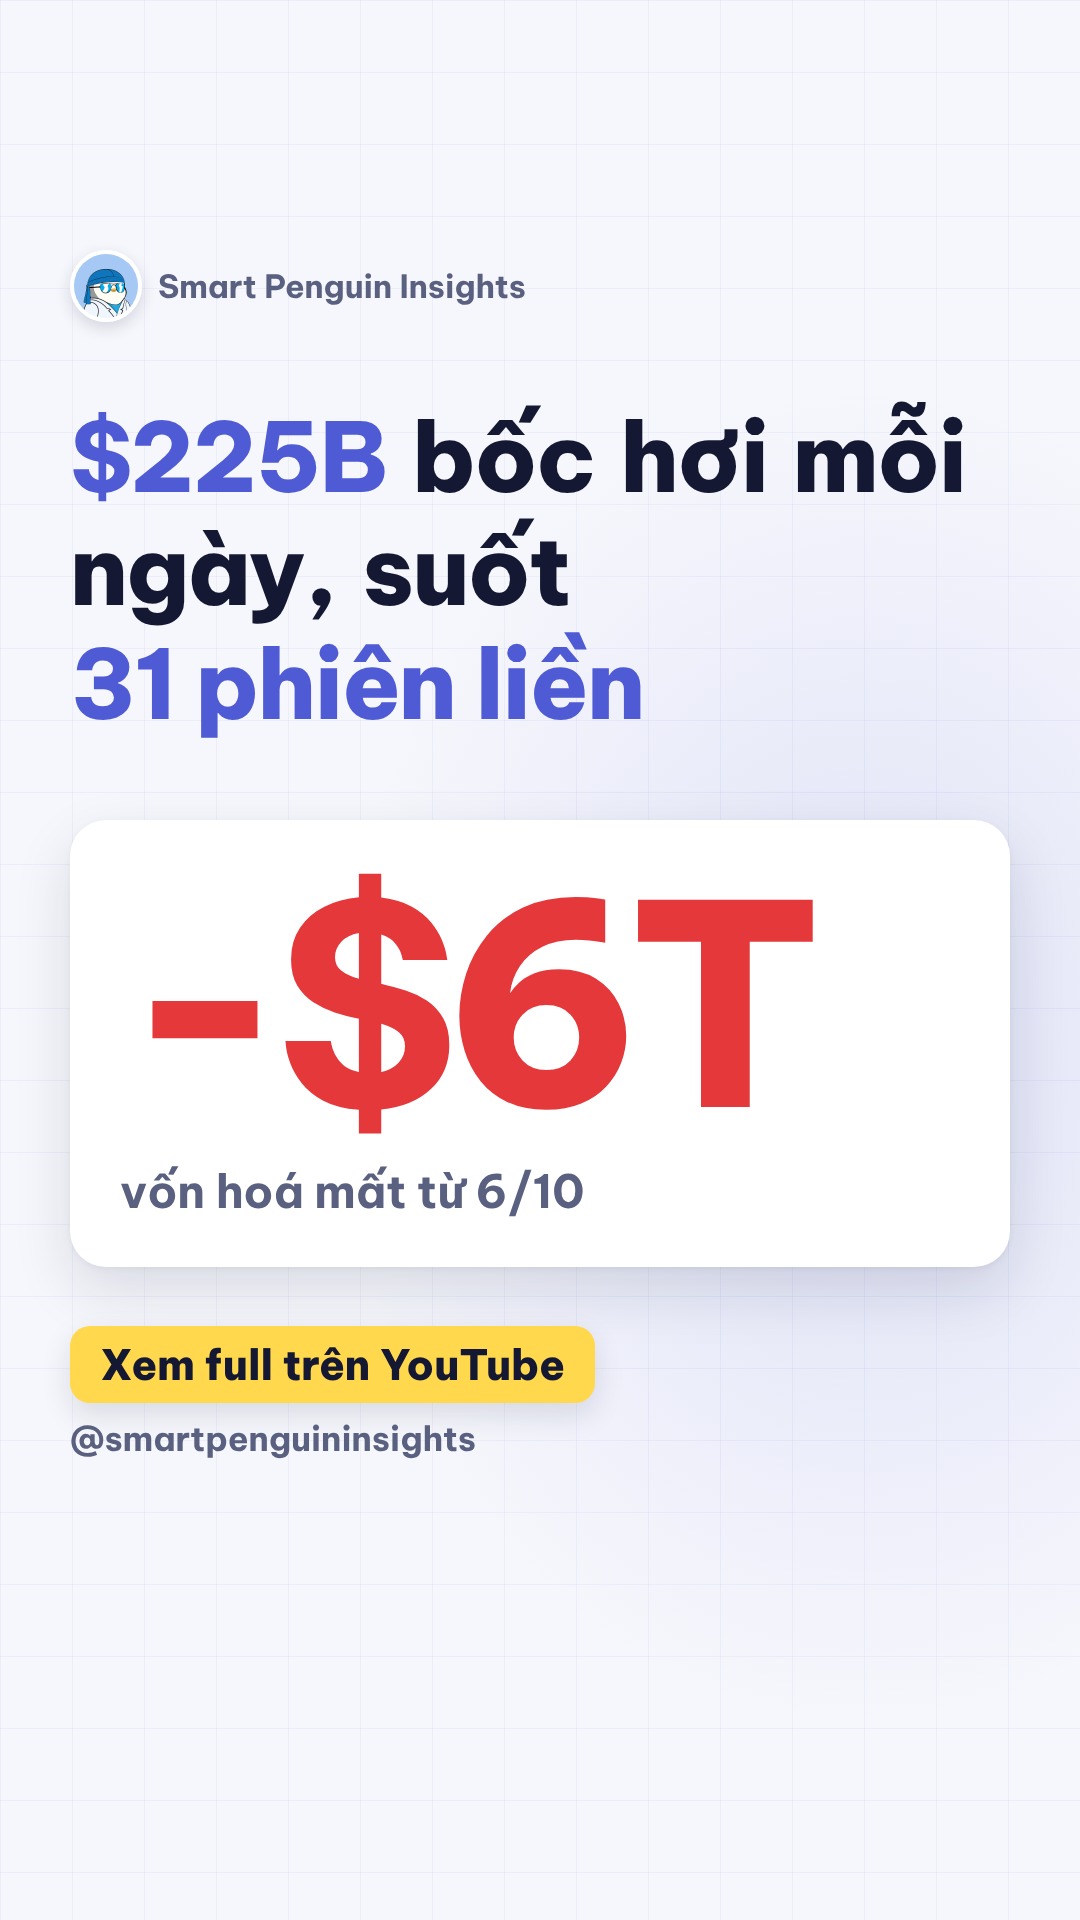 Smart Penguin Insights
$225B bốc hơi mỗi
ngày, suốt
31 phiên liền
-$6T
vốn hoá mất từ 6/10
Xem full trên YouTube
@smartpenguininsights